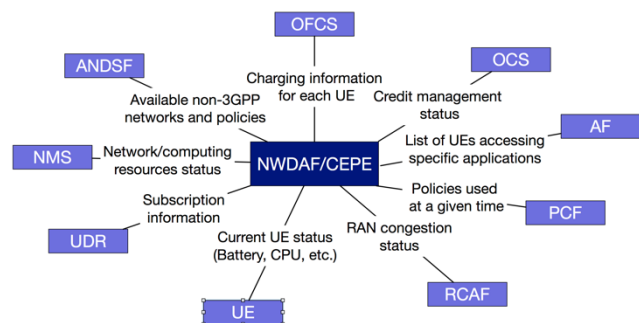 OFCS
ANDSF
OCS
Charging information
for each UE
Available non-3GPP
networks and policies
Credit management
status
AF
NMS
Network/computing
resources status
NWDAF/CEPE
List of UEs accessing
specific applications
Subscription
information
Policies used
at a given time
PCF
UDR
Current UE status
(Battery, CPU, etc.)
RAN congestion
status
RCAF
UE